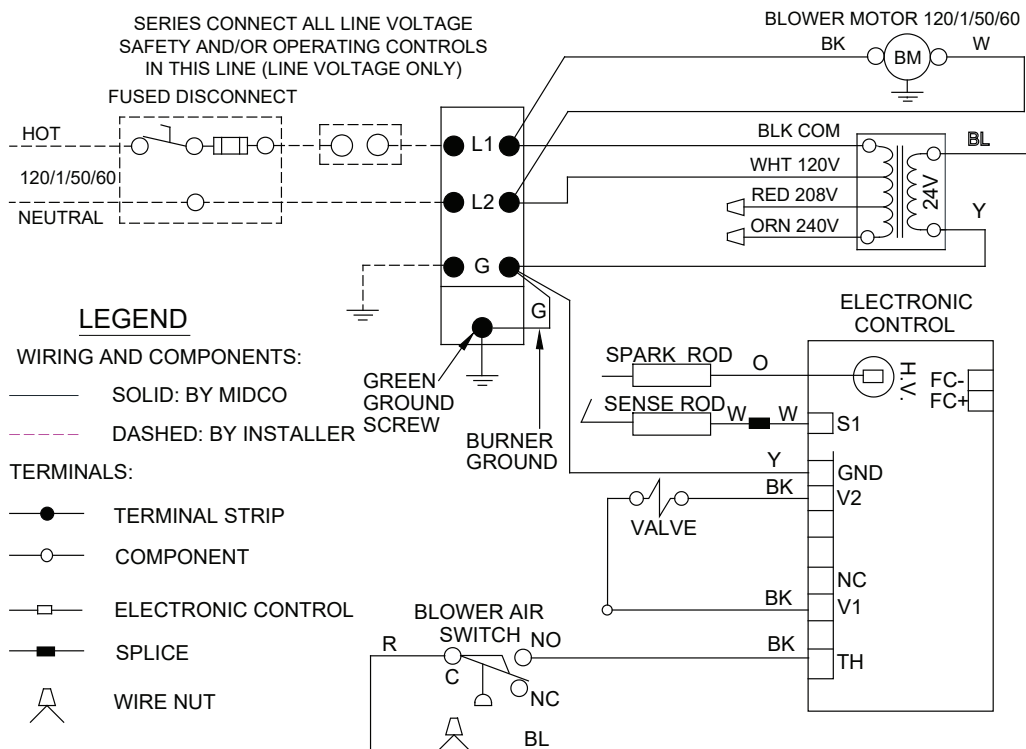 SERIES CONNECT ALL LINE VOLTAGE
SAFETY AND/OR OPERATING CONTROLS
IN THIS LINE (LINE VOLTAGE ONLY)
FUSED DISCONNECT
HOT
120/1/50/60
NEUTRAL
L1
L2
G
G
GREEN
GROUND
SCREW
BURNER
GROUND
BLOWER MOTOR 120/1/50/60
BK
BM
W
BLK COM
WHT 120V
RED 208V
ORN 240V
24V
BL
Y
LEGEND
WIRING AND COMPONENTS:
SOLID: BY MIDCO
DASHED: BY INSTALLER
TERMINALS:
TERMINAL STRIP
COMPONENT
ELECTRONIC CONTROL
SPLICE
WIRE NUT
ELECTRONIC
CONTROL
SPARK ROD
O
H.V.
FC-
FC+
SENSE ROD
W
W
S1
Y
GND
BK
V2
VALVE
NC
BK
V1
BLOWER AIR
SWITCH
R
C
NO
NC
BK
TH
BL